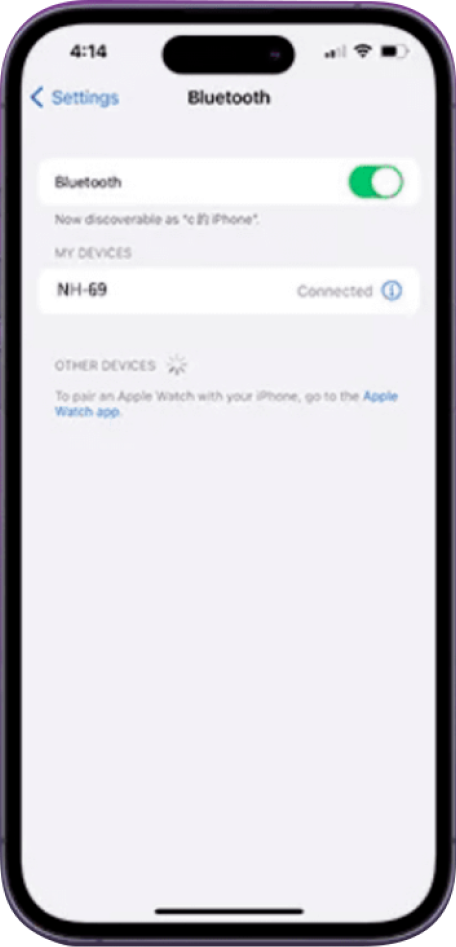 4:14
Settings
Bluetooth
Bluetooth
Now discoverable as "c的 iPhone".
MY DEVICES
NH-69
Connected
OTHER DEVICES
To pair an Apple Watch with your iPhone, go to the Apple
Watch app.